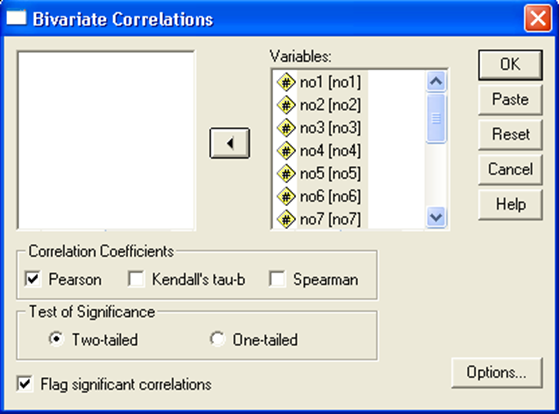 Bivariate Correlations
Variables:
no1 [no1]
no2 [no2]
no3 [no3]
no4 [no4]
no5 [no5]
no6 [no6]
no7 [no7]
OK
Paste
Reset
Cancel
Help
Correlation Coefficients
Pearson
Kendall's tau-b
Spearman
Test of Significance
Two-tailed
One-tailed
Flag significant correlations
Options...